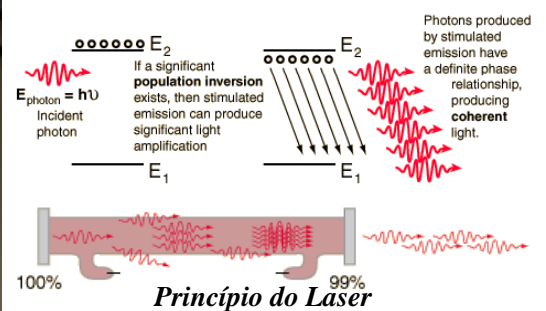 E2
E photon = hυ
Incident
photon
E1
If a significant
population inversion
exists, then stimulated
emission can produce
significant light
amplification
E2
E1
Photons produced
by stimulated
emission have
a definite phase
relationship,
producing
coherent
light.
100%
99%
Princípio do Laser